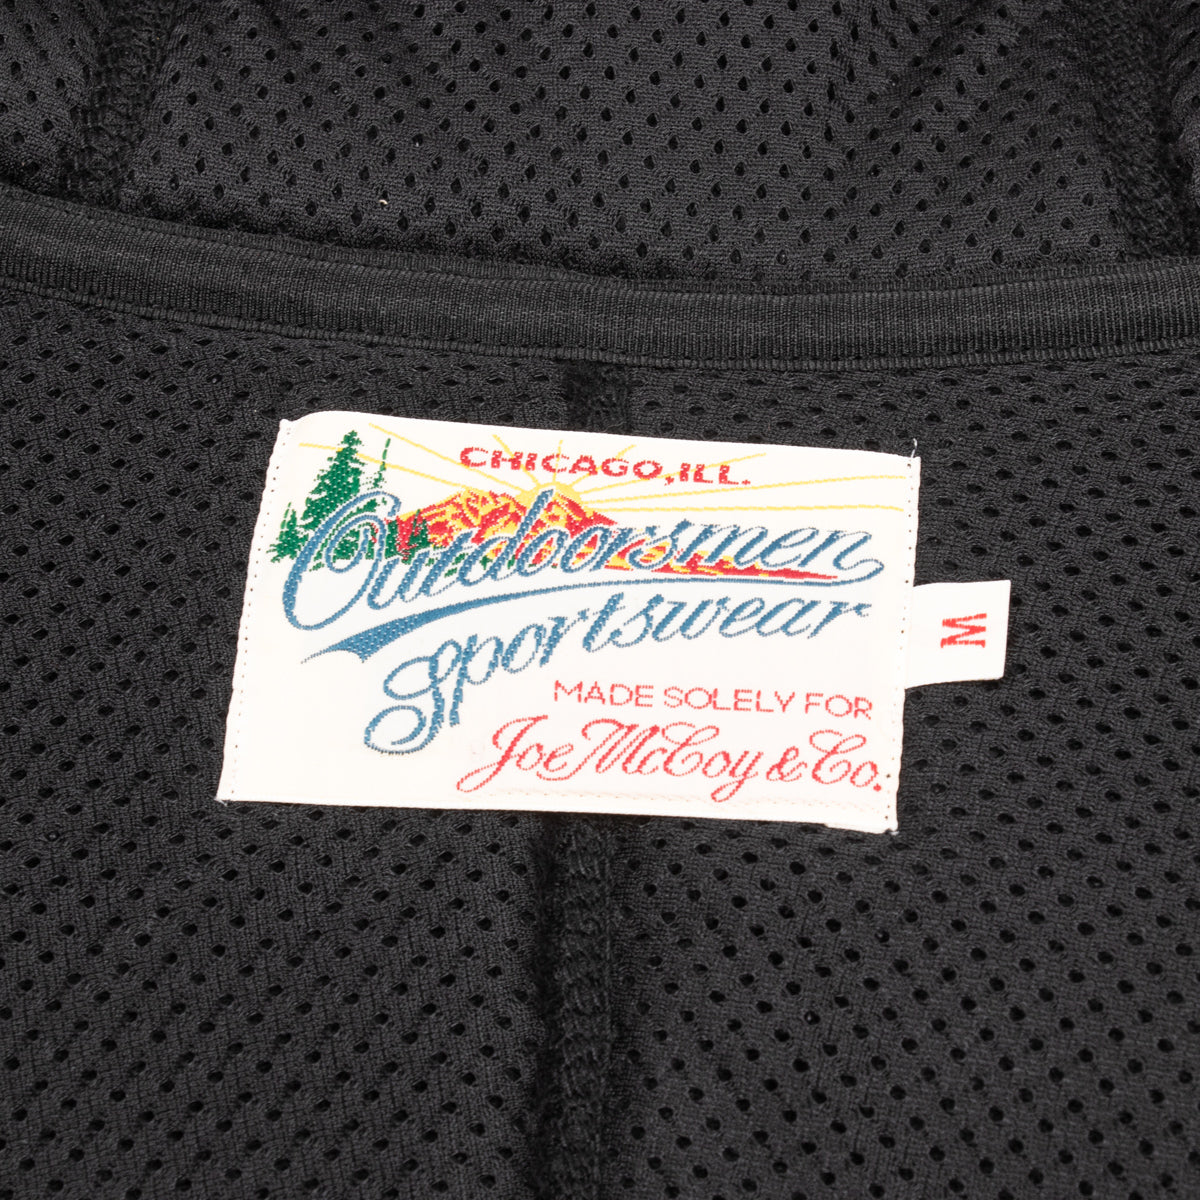 CHICAGO, ILL.
Outdoorsmen
Sportswear
MADE SOLELY FOR
Joe McCoy & Co.
M